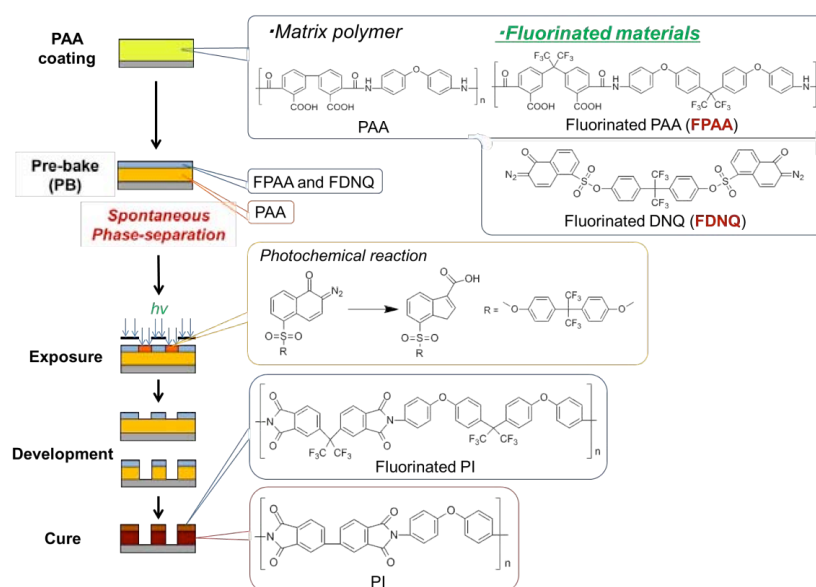 PAA
coating
·Matrix polymer
·Fluorinated materials
O
O
O
N
H
H
N
COOH
COOH
n
PAA
F₃C
CF₃
O
O
N
H
O
O
H
N
COOH
COOH
F₃C
CF₃
n
Fluorinated PAA (FPAA)
Pre-bake
(PB)
FPAA and FDNQ
PAA
Spontaneous
Phase-separation
O
N₂
O
S
O
O
CF₃
CF₃
O
S
O
O
O
N₂
Fluorinated DNQ (FDNQ)
hν
Exposure
Photochemical reaction
O
N₂
O=S=O
R
O
OH
O=S=O
R
R =
O
CF₃
CF₃
O
Development
O
O
N
N
O
O
F₃C
CF₃
O
O
F₃C
CF₃
n
Fluorinated PI
Cure
O
O
N
N
O
O
O
n
PI